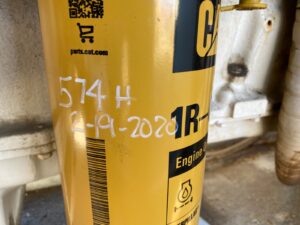 CA
parts.cat.com
574 H
2-19-2020
1R-
Engine O